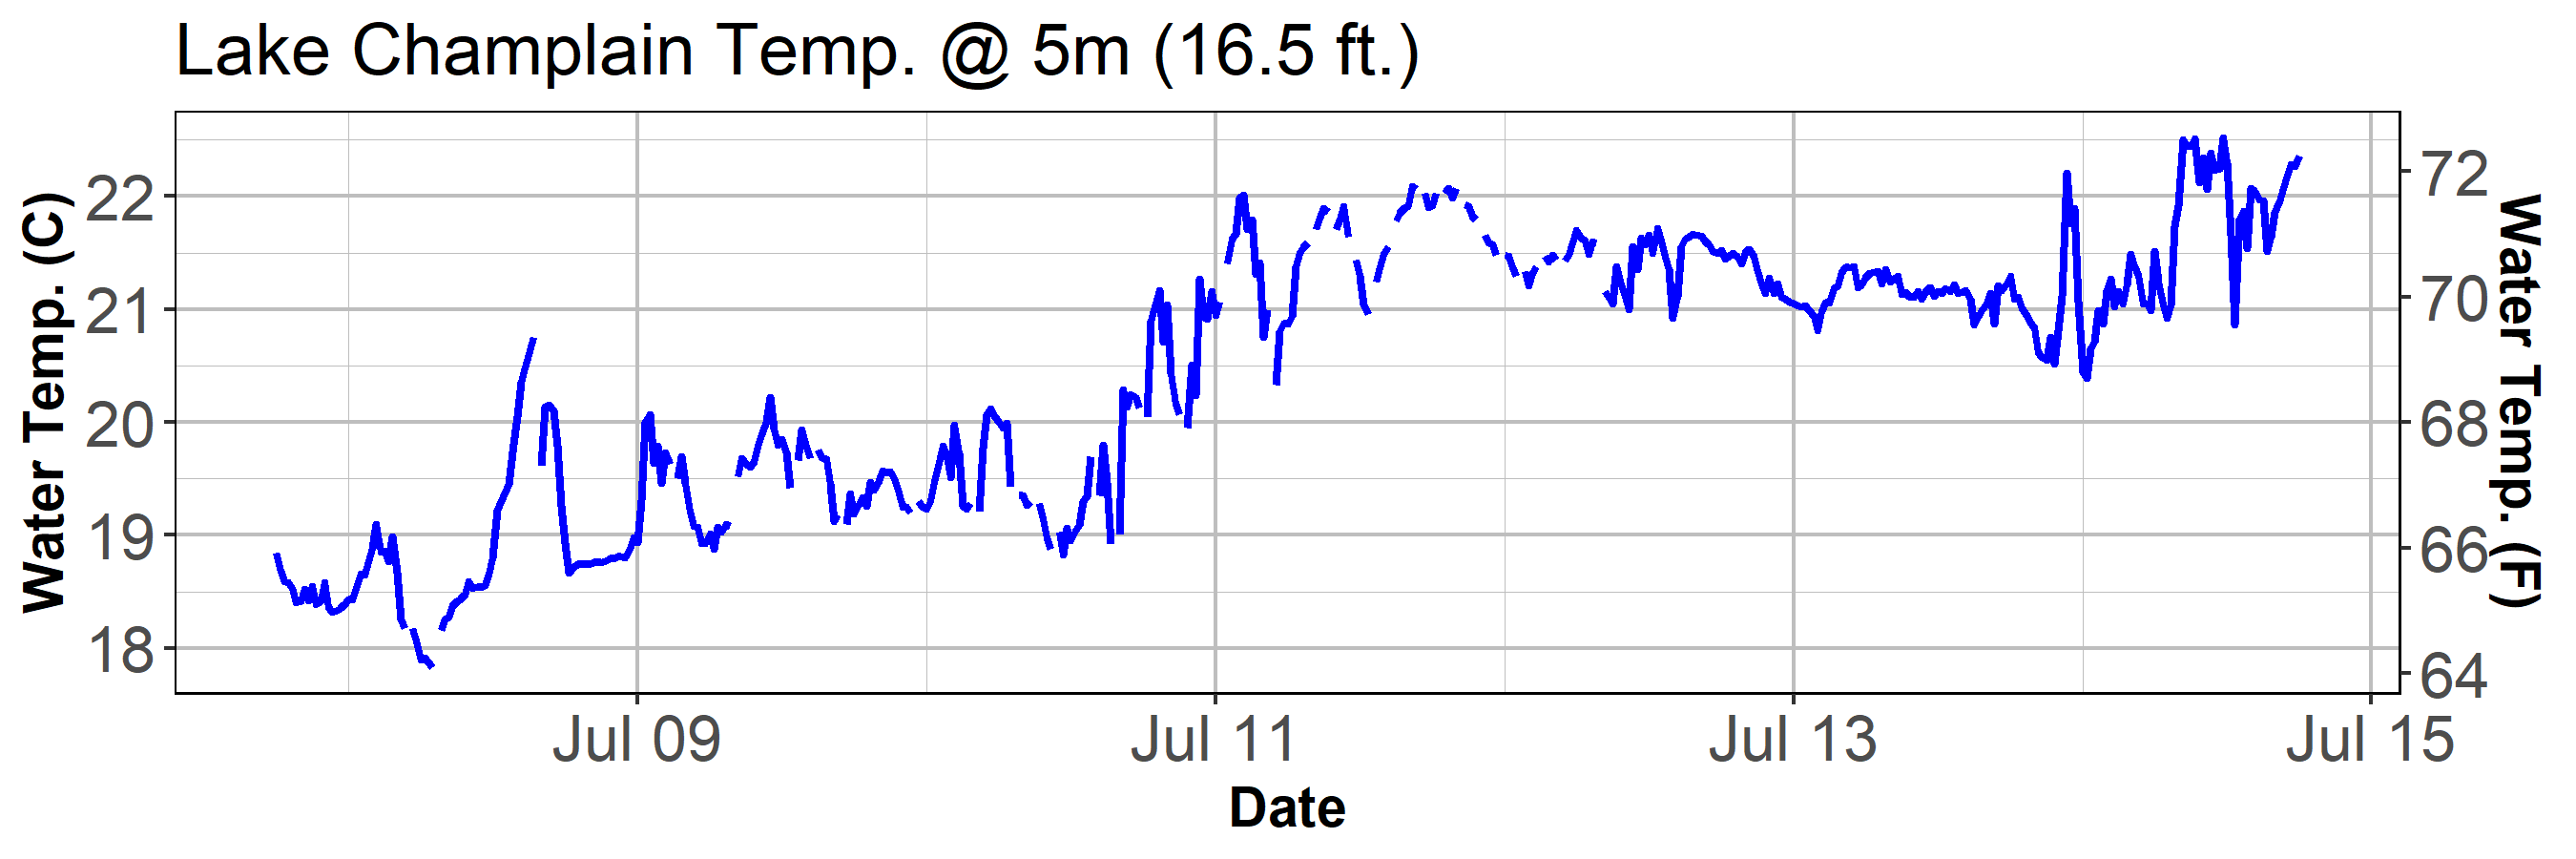 Lake Champlain Temp. @ 5m (16.5 ft.)
Water Temp. (C)
22
21
20
19
18
72
70
68
66
64
Water Temp. (F)
Jul 09
Jul 11
Jul 13
Jul 15
Date